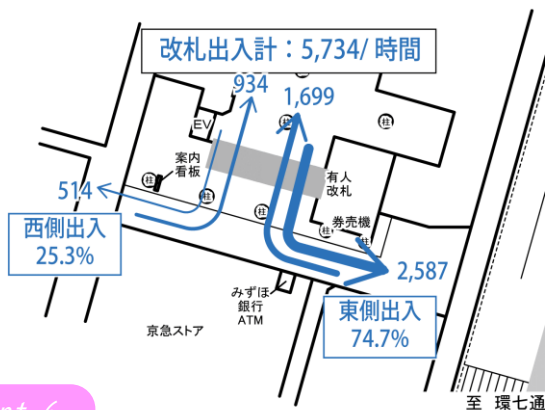 改札出入計：5,734/ 時間
934
1,699
柱
柱
EV
案内
看板
柱
有人
改札
514
柱
柱
券売機
柱
柱
西側出入
25.3%
2,587
みずほ
銀行
ATM
東側出入
74.7%
京急ストア
至 環七通